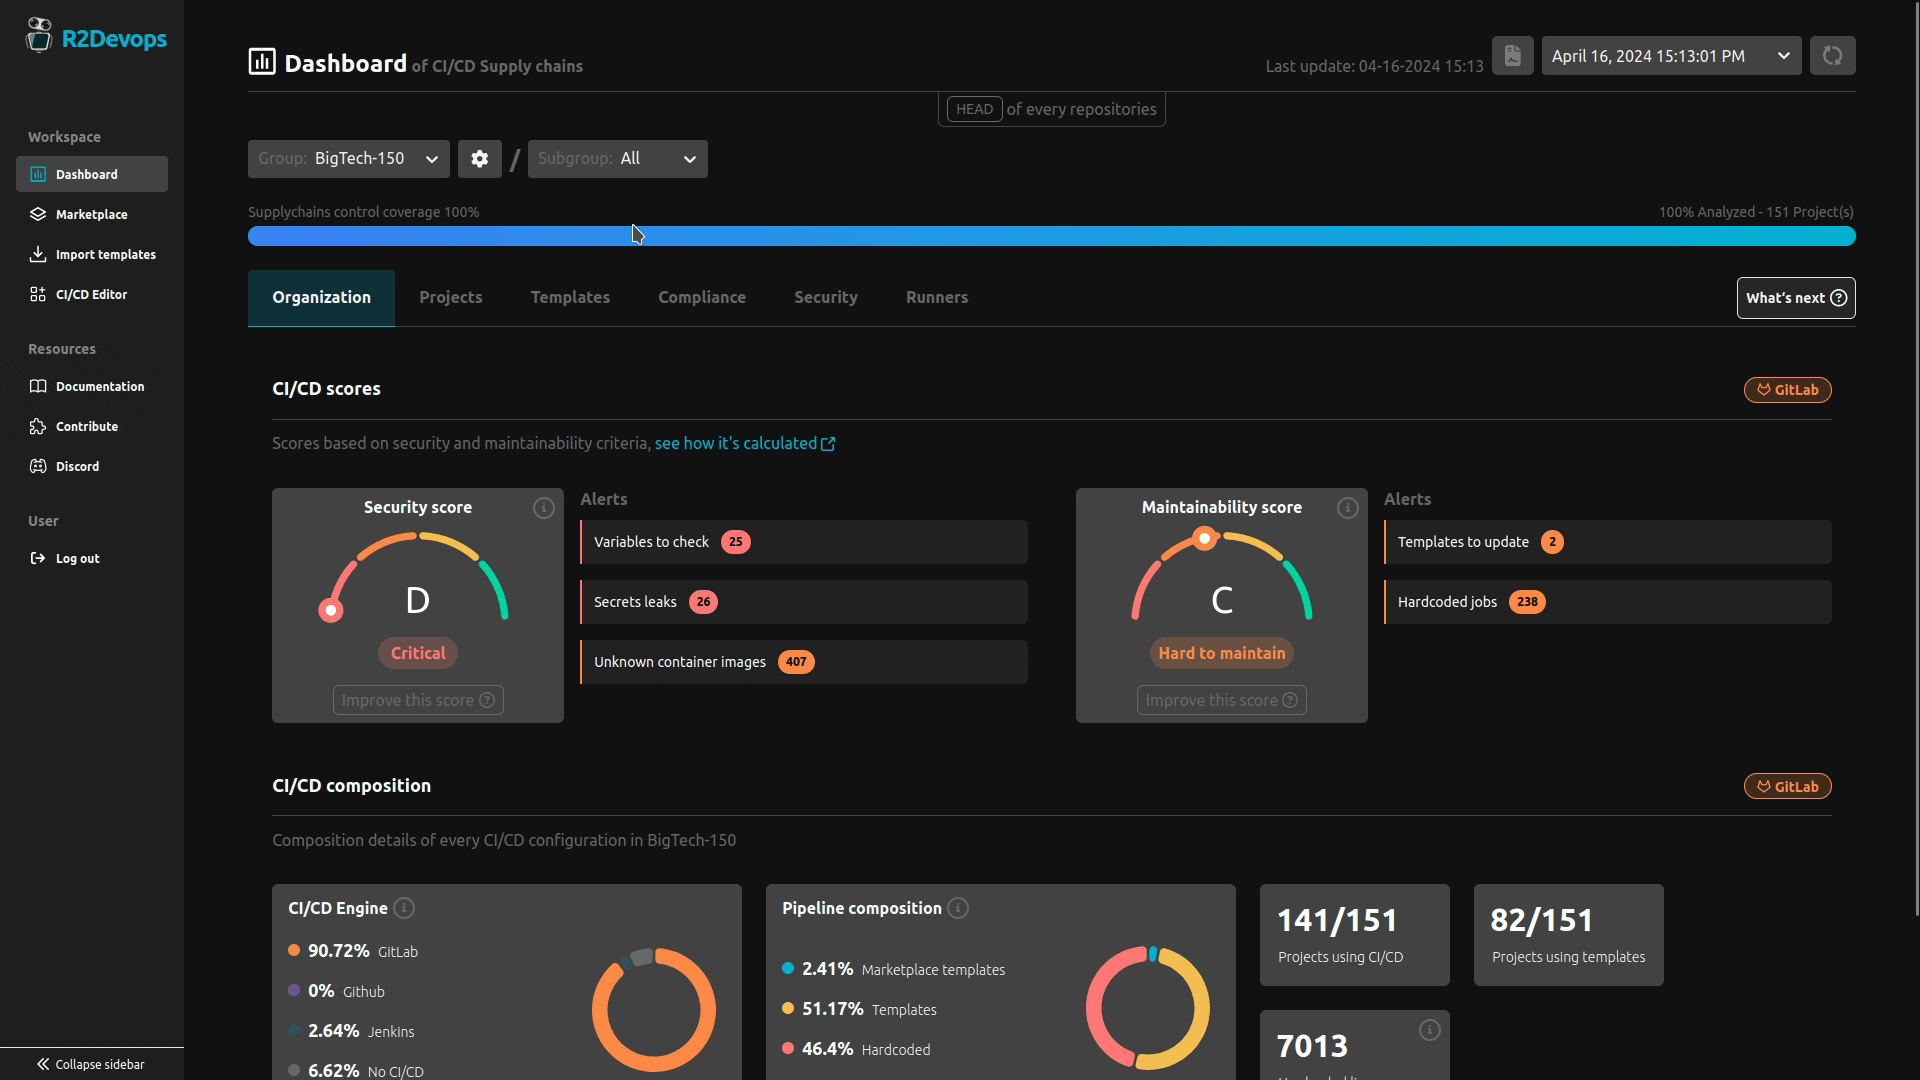 R2Devops
Workspace
Dashboard
Marketplace
Import templates
CI/CD Editor
Resources
Documentation
Contribute
Discord
User
Log out
Collapse sidebar
Dashboard of CI/CD Supply chains
Last update: 04-16-2024 15:13
April 16, 2024 15:13:01 PM
HEAD of every repositories
Group: BigTech-150
/
Subgroup: All
Supplychains control coverage 100%
100% Analyzed - 151 Project(s)
Organization
Projects
Templates
Compliance
Security
Runners
What's next
CI/CD scores
GitLab
Scores based on security and maintainability criteria, see how it's calculated
Security score
D
Critical
Improve this score
Alerts
Variables to check 25
Secrets leaks 26
Unknown container images 407
Maintainability score
C
Hard to maintain
Improve this score
Alerts
Templates to update 2
Hardcoded jobs 238
CI/CD composition
GitLab
Composition details of every CI/CD configuration in BigTech-150
CI/CD Engine
90.72% GitLab
0% Github
2.64% Jenkins
6.62% No CI/CD
Pipeline composition
2.41% Marketplace templates
51.17% Templates
46.4% Hardcoded
141/151
Projects using CI/CD
82/151
Projects using templates
7013